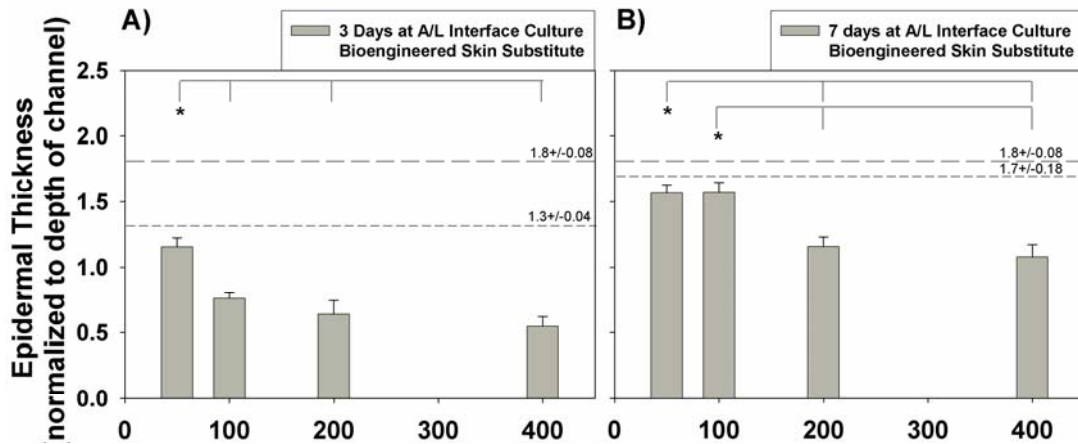 A)
3 Days at A/L Interface Culture
Bioengineered Skin Substitute
B)
7 days at A/L Interface Culture
Bioengineered Skin Substitute
Epidermal Thickness
(normalized to depth of channel)
2.5
2.0
1.5
1.0
0.5
0.0
*
1.8+/-0.08
1.3+/-0.04
0 100 200 300 400
*
*
1.8+/-0.08
1.7+/-0.18
0 100 200 300 400